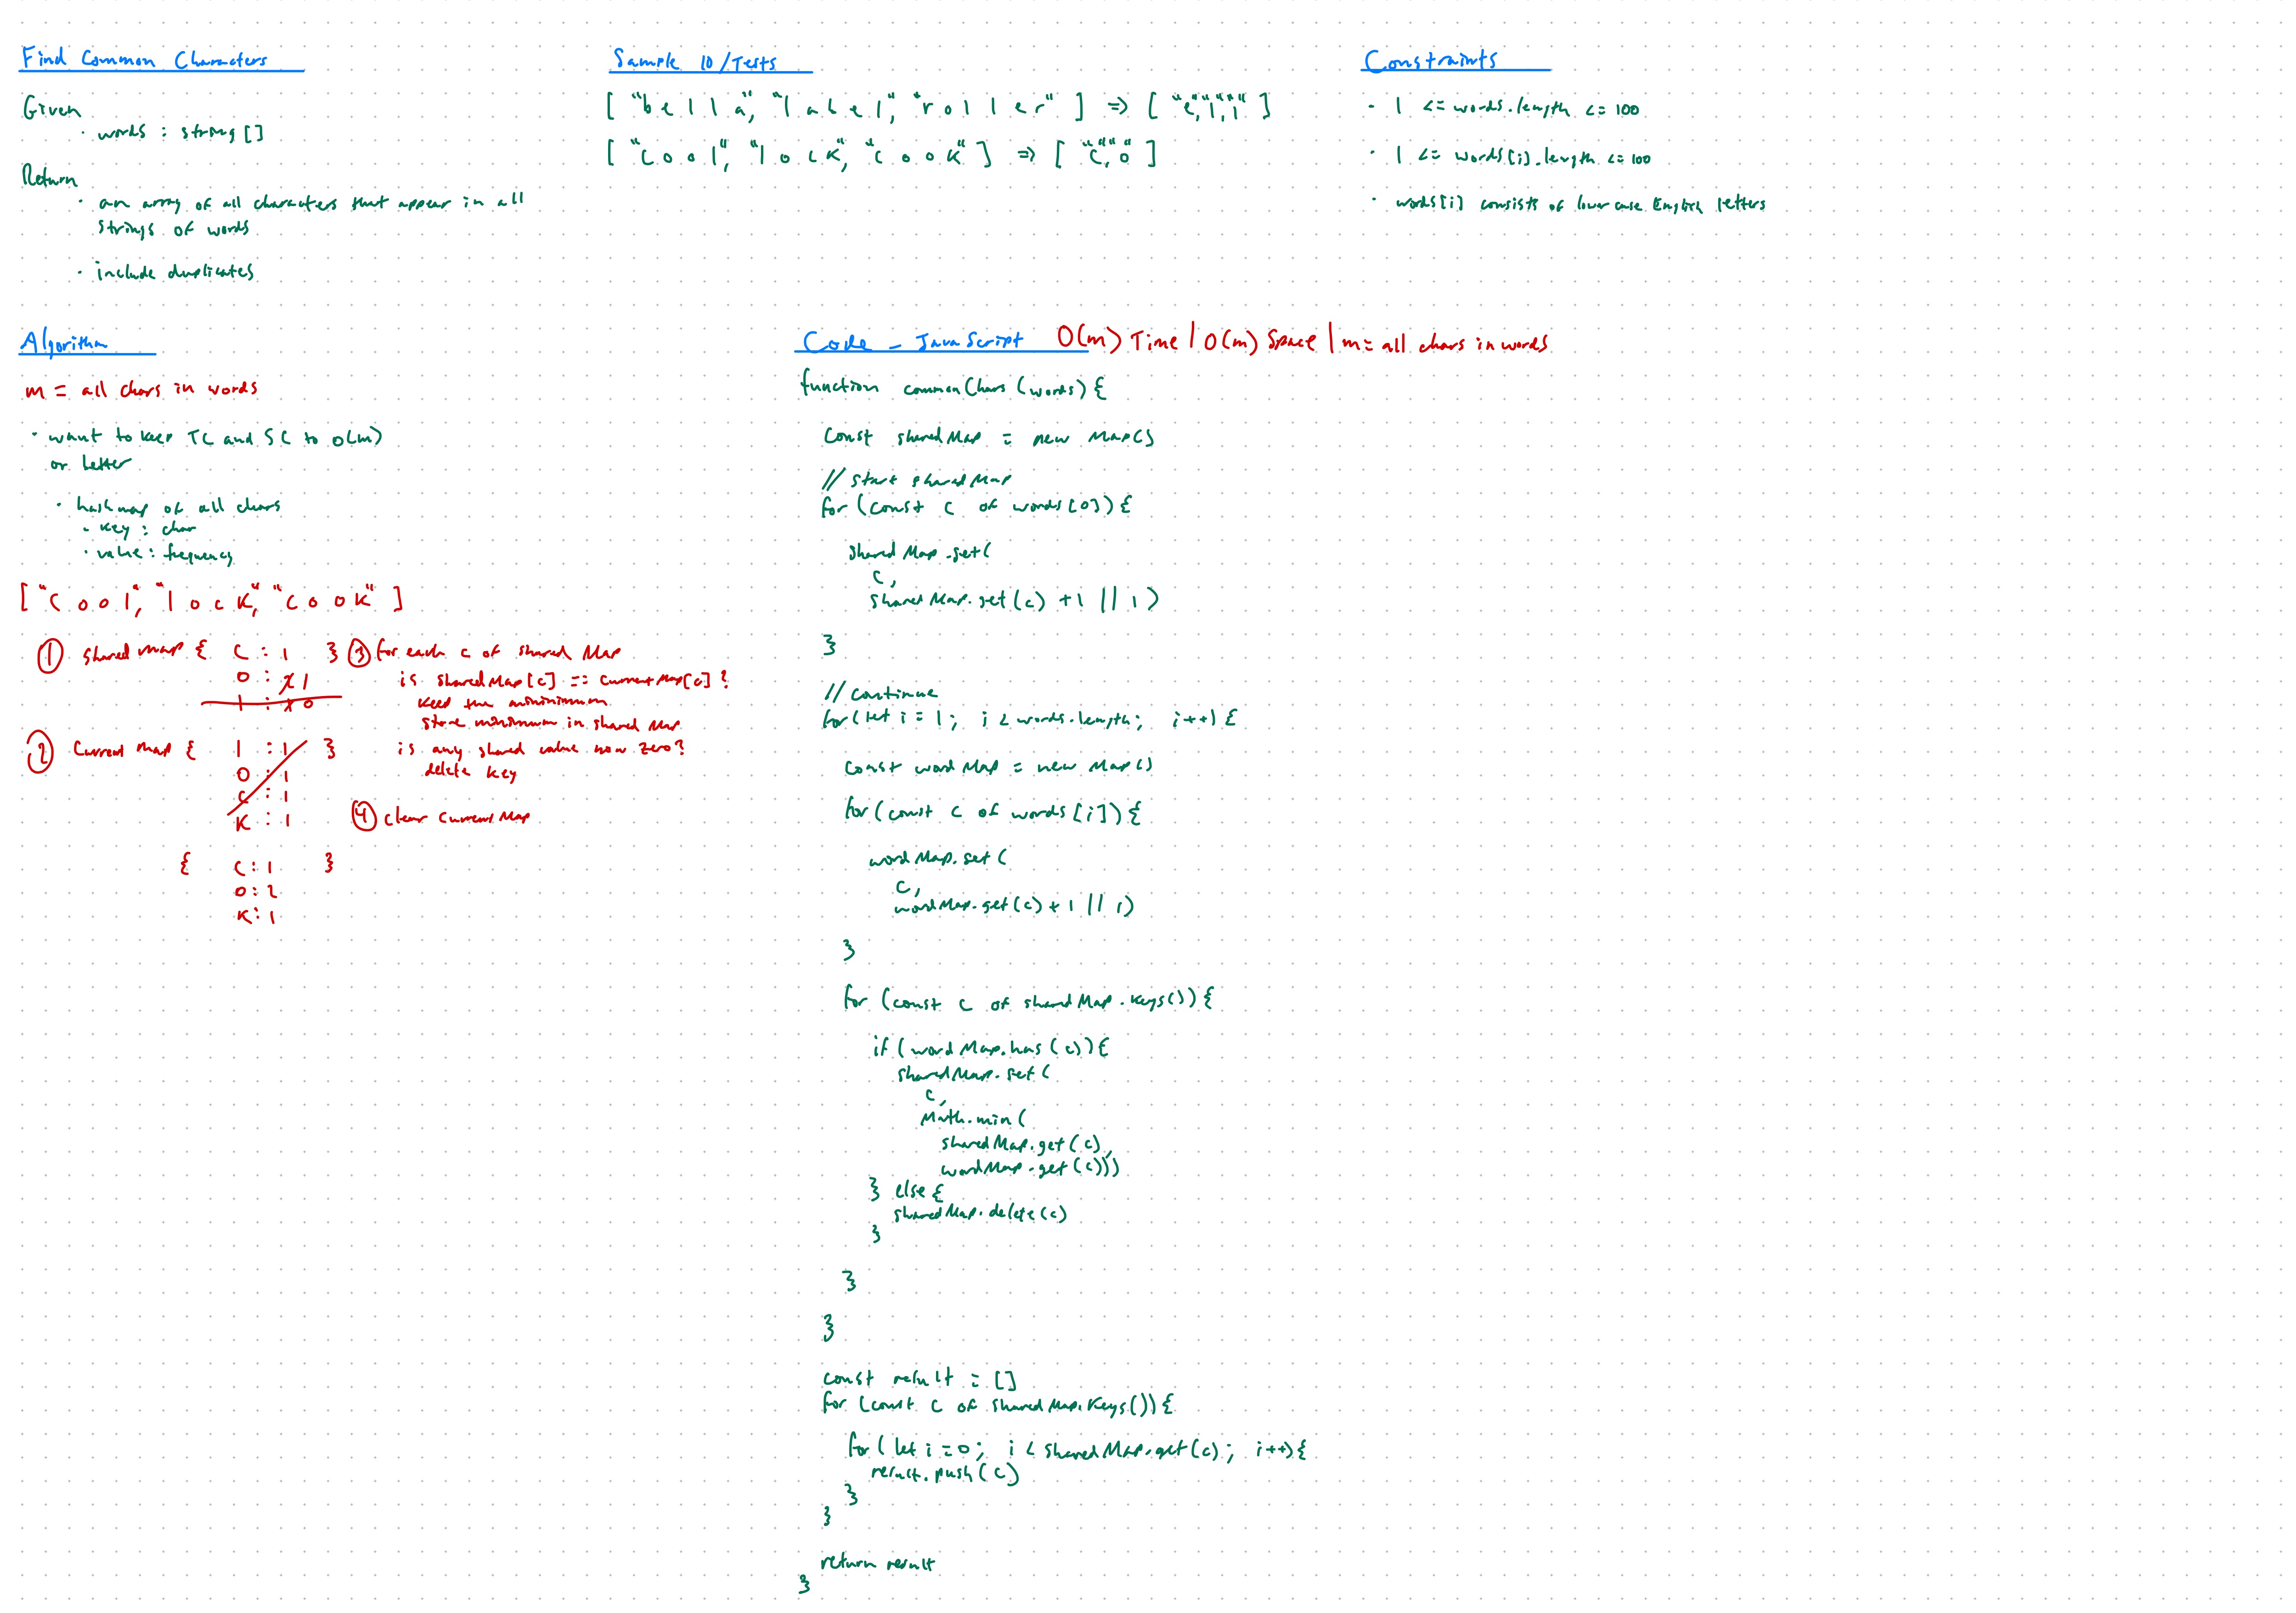 Find Common Characters
Given
· words : string []
Return
· an array of all characters that appear in all
strings of words
· include duplicates
Sample IO/Tests
[ "bella", "label", "roller" ] => [ "e","l","l" ]
[ "cool", "lock", "cook" ] => [ "c","o" ]
Constraints
· 1 <= words.length <= 100
· 1 <= words[i].length <= 100
· words[i] consists of lower case English letters
Algorithm
m = all chars in words
· want to keep TC and SC to O(m)
or better
· hashmap of all chars
· key : char
· value : frequency
[ "cool", "lock", "cook" ]
① shared map { c : 1 }
o : 2 1
l : 1 0
② Current map { l : 1 }
o : 1
c : 1
k : 1
{ c : 1 }
o : 2
k : 1
③ for each c of shared Map
is sharedMap[c] == currentMap[c] ?
keep the minimimum
store minimum in shared Map
is any shared value now zero?
delete key
④ clear current Map
Code - JavaScript O(m) Time | O(m) Space | m = all chars in words
function commonChars (words) {
const sharedMap = new Map()
// start sharedMap
for (const c of words[0]) {
sharedMap.set(
c,
sharedMap.get(c) + 1 || 1)
}
// continue
for (let i = 1; i < words.length; i++) {
const wordMap = new Map()
for (const c of words[i]) {
wordMap.set(
c,
wordMap.get(c) + 1 || 1)
}
for (const c of sharedMap.keys()) {
if (wordMap.has(c)) {
sharedMap.set(
c,
Math.min(
sharedMap.get(c),
wordMap.get(c)))
} else {
sharedMap.delete(c)
}
}
}
const result = []
for (const c of sharedMap.keys()) {
for (let i = 0; i < sharedMap.get(c); i++) {
result.push(c)
}
}
return result
}